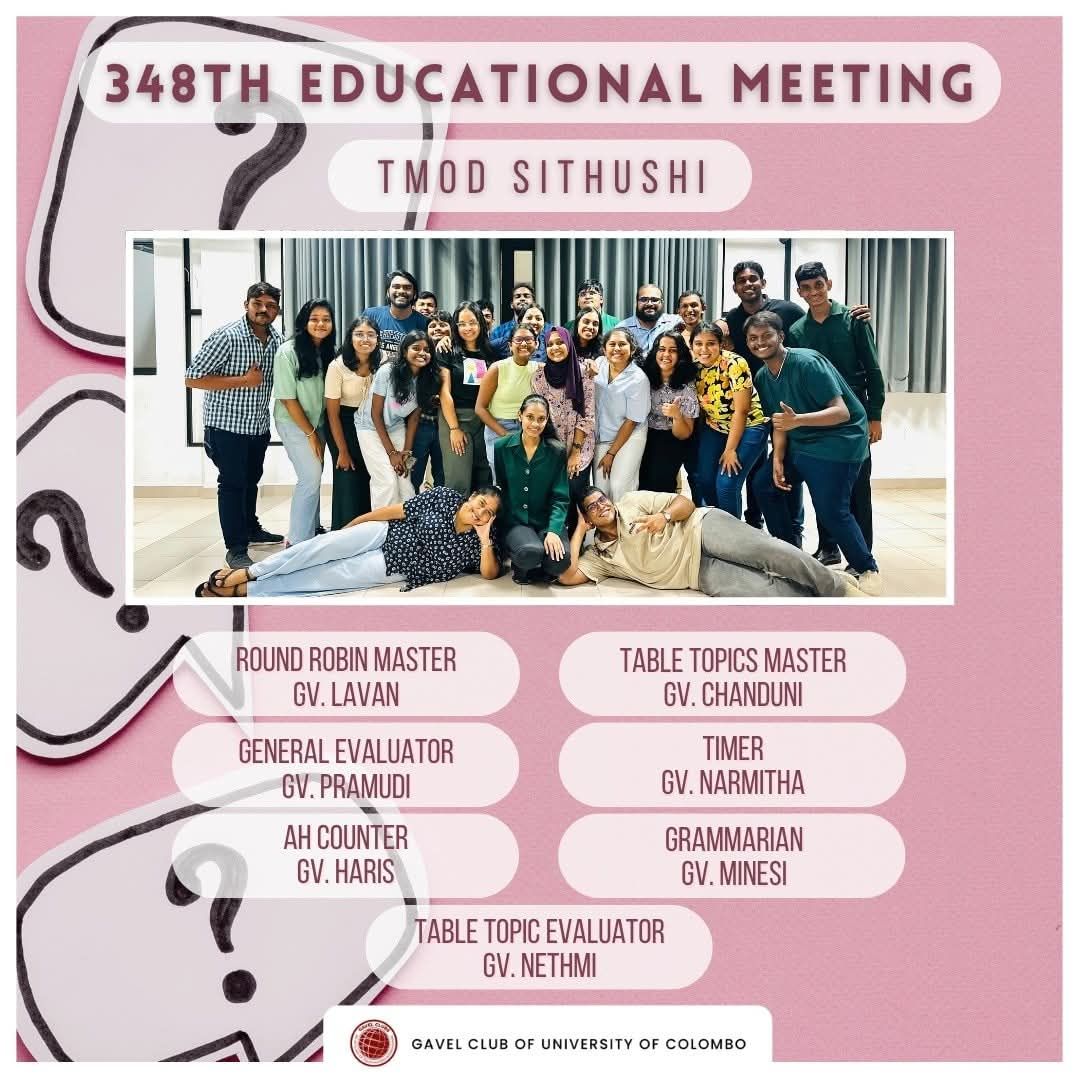 348TH EDUCATIONAL MEETING
TMOD SITHUSHI
ROUND ROBIN MASTER
GV. LAVAN
TABLE TOPICS MASTER
GV. CHANDUNI
GENERAL EVALUATOR
GV. PRAMUDI
TIMER
GV. NARMITHA
AH COUNTER
GV. HARIS
GRAMMARIAN
GV. MINESI
TABLE TOPIC EVALUATOR
GV. NETHMI
GAVEL CLUBS
GAVEL CLUB OF UNIVERSITY OF COLOMBO